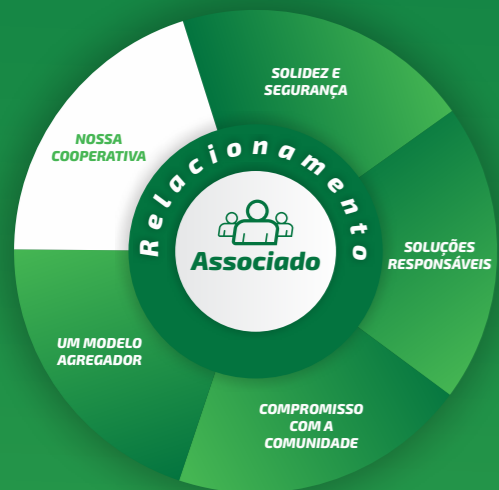 SOLIDEZ E
SEGURANÇA
NOSSA
COOPERATIVA
Relacionamento
Associado
SOLUÇÕES
RESPONSÁVEIS
UM MODELO
AGREGADOR
COMPROMISSO
COM A
COMUNIDADE